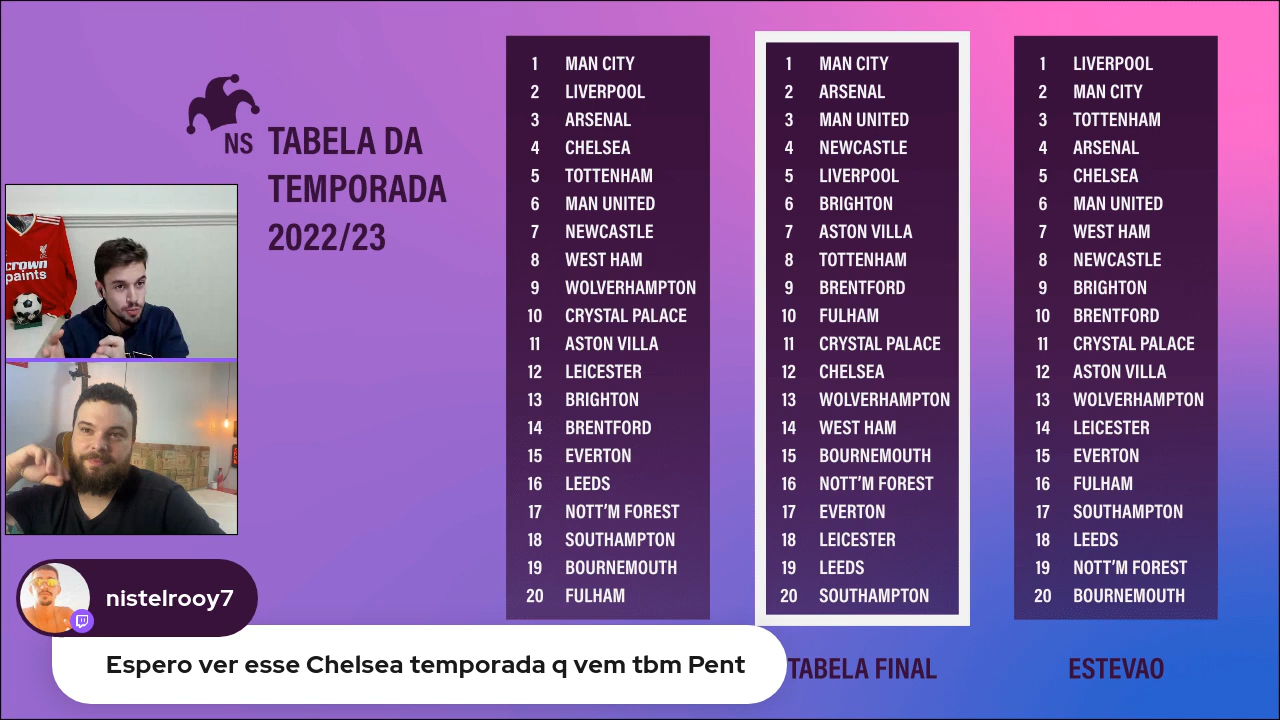 NS
TABELA DA
TEMPORADA
2022/23
1 MAN CITY
2 LIVERPOOL
3 ARSENAL
4 CHELSEA
5 TOTTENHAM
6 MAN UNITED
7 NEWCASTLE
8 WEST HAM
9 WOLVERHAMPTON
10 CRYSTAL PALACE
11 ASTON VILLA
12 LEICESTER
13 BRIGHTON
14 BRENTFORD
15 EVERTON
16 LEEDS
17 NOTT'M FOREST
18 SOUTHAMPTON
19 BOURNEMOUTH
20 FULHAM
1 MAN CITY
2 ARSENAL
3 MAN UNITED
4 NEWCASTLE
5 LIVERPOOL
6 BRIGHTON
7 ASTON VILLA
8 TOTTENHAM
9 BRENTFORD
10 FULHAM
11 CRYSTAL PALACE
12 CHELSEA
13 WOLVERHAMPTON
14 WEST HAM
15 BOURNEMOUTH
16 NOTT'M FOREST
17 EVERTON
18 LEICESTER
19 LEEDS
20 SOUTHAMPTON
TABELA FINAL
1 LIVERPOOL
2 MAN CITY
3 TOTTENHAM
4 ARSENAL
5 CHELSEA
6 MAN UNITED
7 WEST HAM
8 NEWCASTLE
9 BRIGHTON
10 BRENTFORD
11 CRYSTAL PALACE
12 ASTON VILLA
13 WOLVERHAMPTON
14 LEICESTER
15 EVERTON
16 FULHAM
17 SOUTHAMPTON
18 LEEDS
19 NOTT'M FOREST
20 BOURNEMOUTH
ESTEVAO
crown
paints
nistelrooy7
Espero ver esse Chelsea temporada q vem tbm Pent